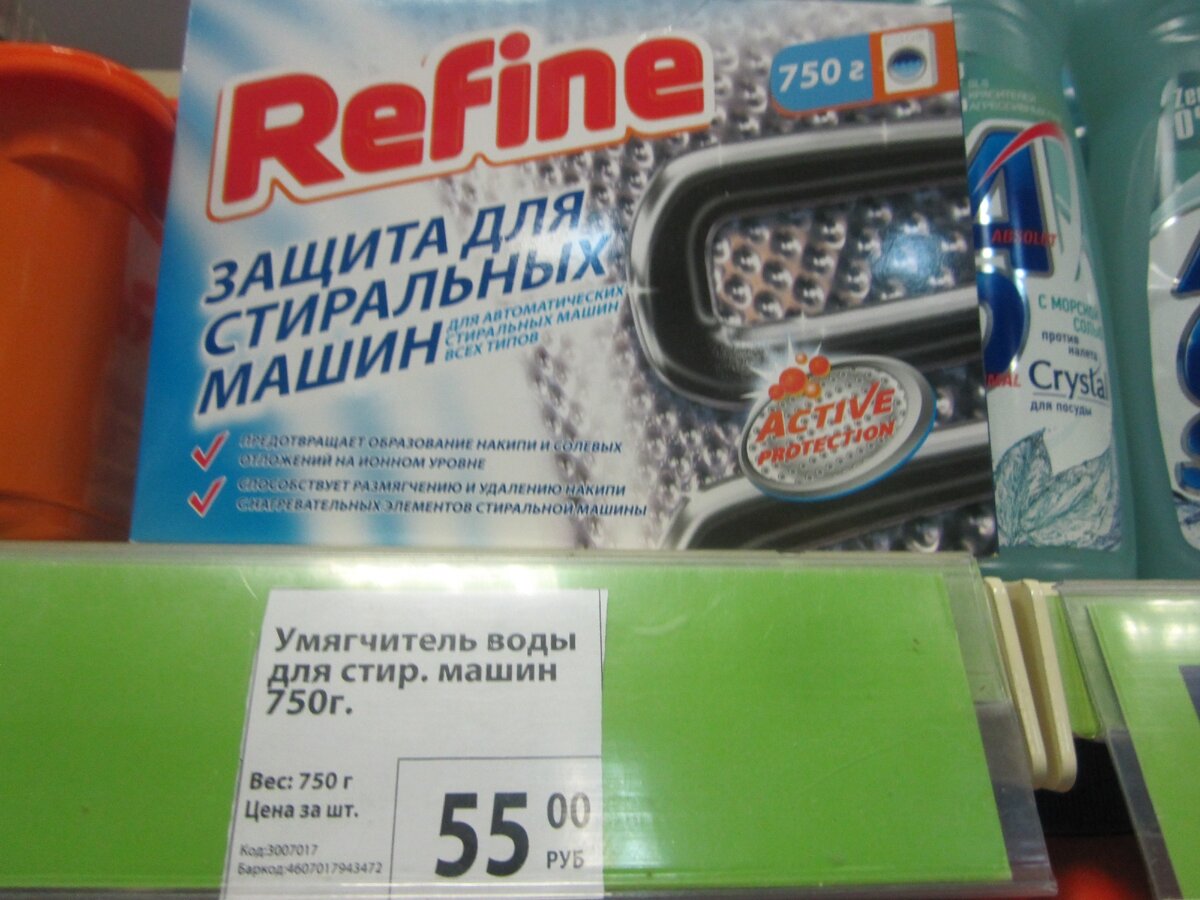 Refine
750 г
ЗАЩИТА ДЛЯ
СТИРАЛЬНЫХ
МАШИН
ДЛЯ АВТОМАТИЧЕСКИХ
СТИРАЛЬНЫХ МАШИН
ВСЕХ ТИПОВ
ACTIVE
PROTECTION
ПРЕДОТВРАЩАЕТ ОБРАЗОВАНИЕ НАКИПИ И СОЛЕВЫХ
ОТЛОЖЕНИЙ НА ИОННОМ УРОВНЕ
СПОСОБСТВУЕТ РАЗМЯГЧЕНИЮ И УДАЛЕНИЮ НАКИПИ
С НАГРЕВАТЕЛЬНЫХ ЭЛЕМЕНТОВ СТИРАЛЬНОЙ МАШИНЫ
ABSOLUT
С МОРСКОЙ
СОЛЬЮ
против
налета
Crystal
для посуды
Умягчитель воды
для стир. машин
750г.
Вес: 750 г
Цена за шт.
Код:3007017
Баркод:4607017943472
55 00
РУБ